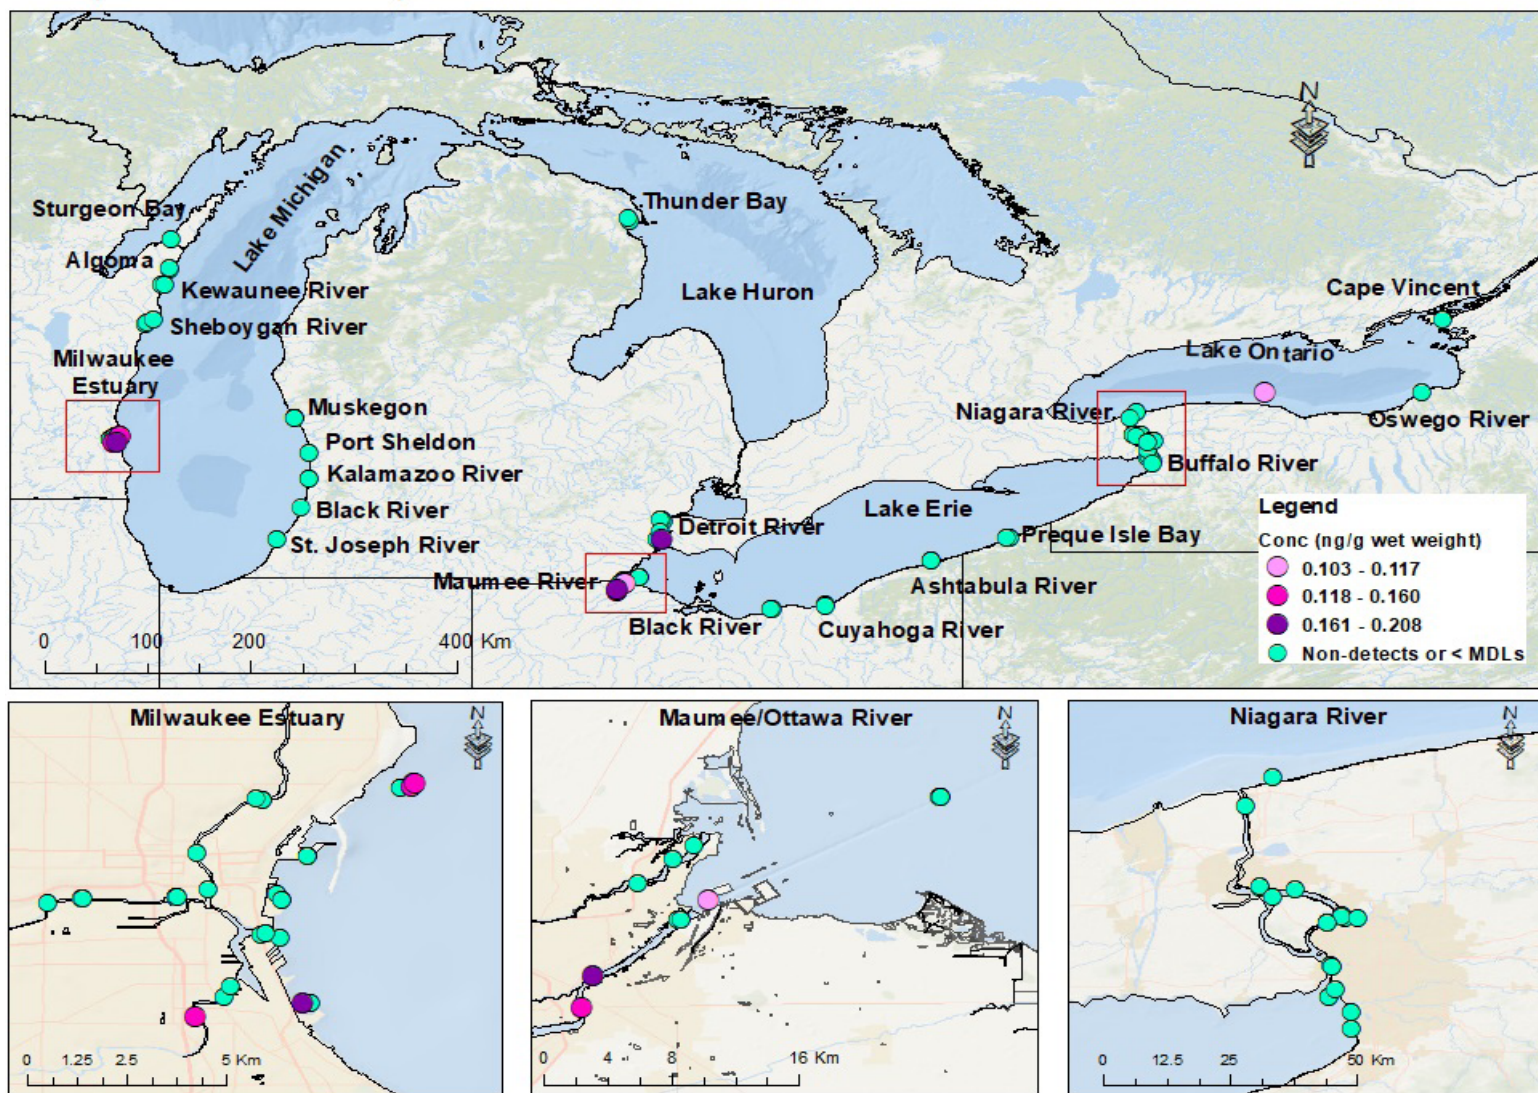 N
Thunder Bay
Sturgeon Bay
Lake Michigan
Algoma
Kewaunee River
Lake Huron
Cape Vincent
Sheboygan River
Lake Ontario
Milwaukee
Estuary
Muskegon
Niagara River
Oswego River
Port Sheldon
Kalamazoo River
Buffalo River
Black River
Lake Erie
Detroit River
St. Joseph River
Preque Isle Bay
Maumee River
Ashtabula River
Black River
Cuyahoga River
Legend
Conc (ng/g wet weight)
0.103 - 0.117
0.118 - 0.160
0.161 - 0.208
Non-detects or < MDLs
0 100 200 400 Km
Milwaukee Estuary
N
0 1.25 2.5 5 Km
Maumee/Ottawa River
N
0 4 8 16 Km
Niagara River
N
0 12.5 25 50 Km